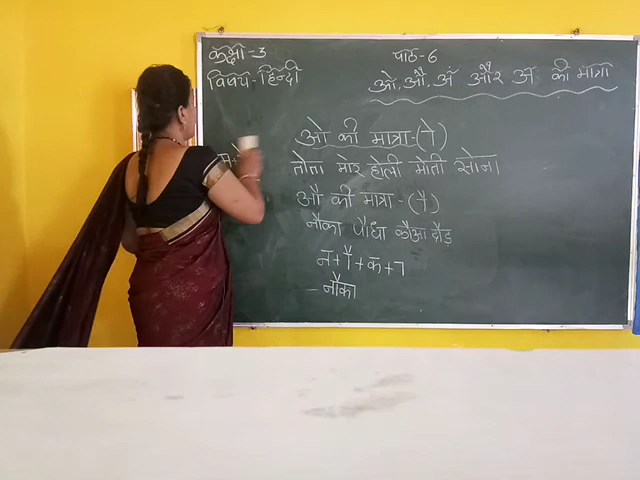 कक्षा-3
पाठ-6
विषय-हिन्दी
ओ, औ, अं और अः की मात्रा
ओ की मात्रा-(ो)
तोता मोर होली मोती सोना
औ की मात्रा-(ौ)
नौका पौधा कौआ दौड़
न+ौ+क+ा
– नौका